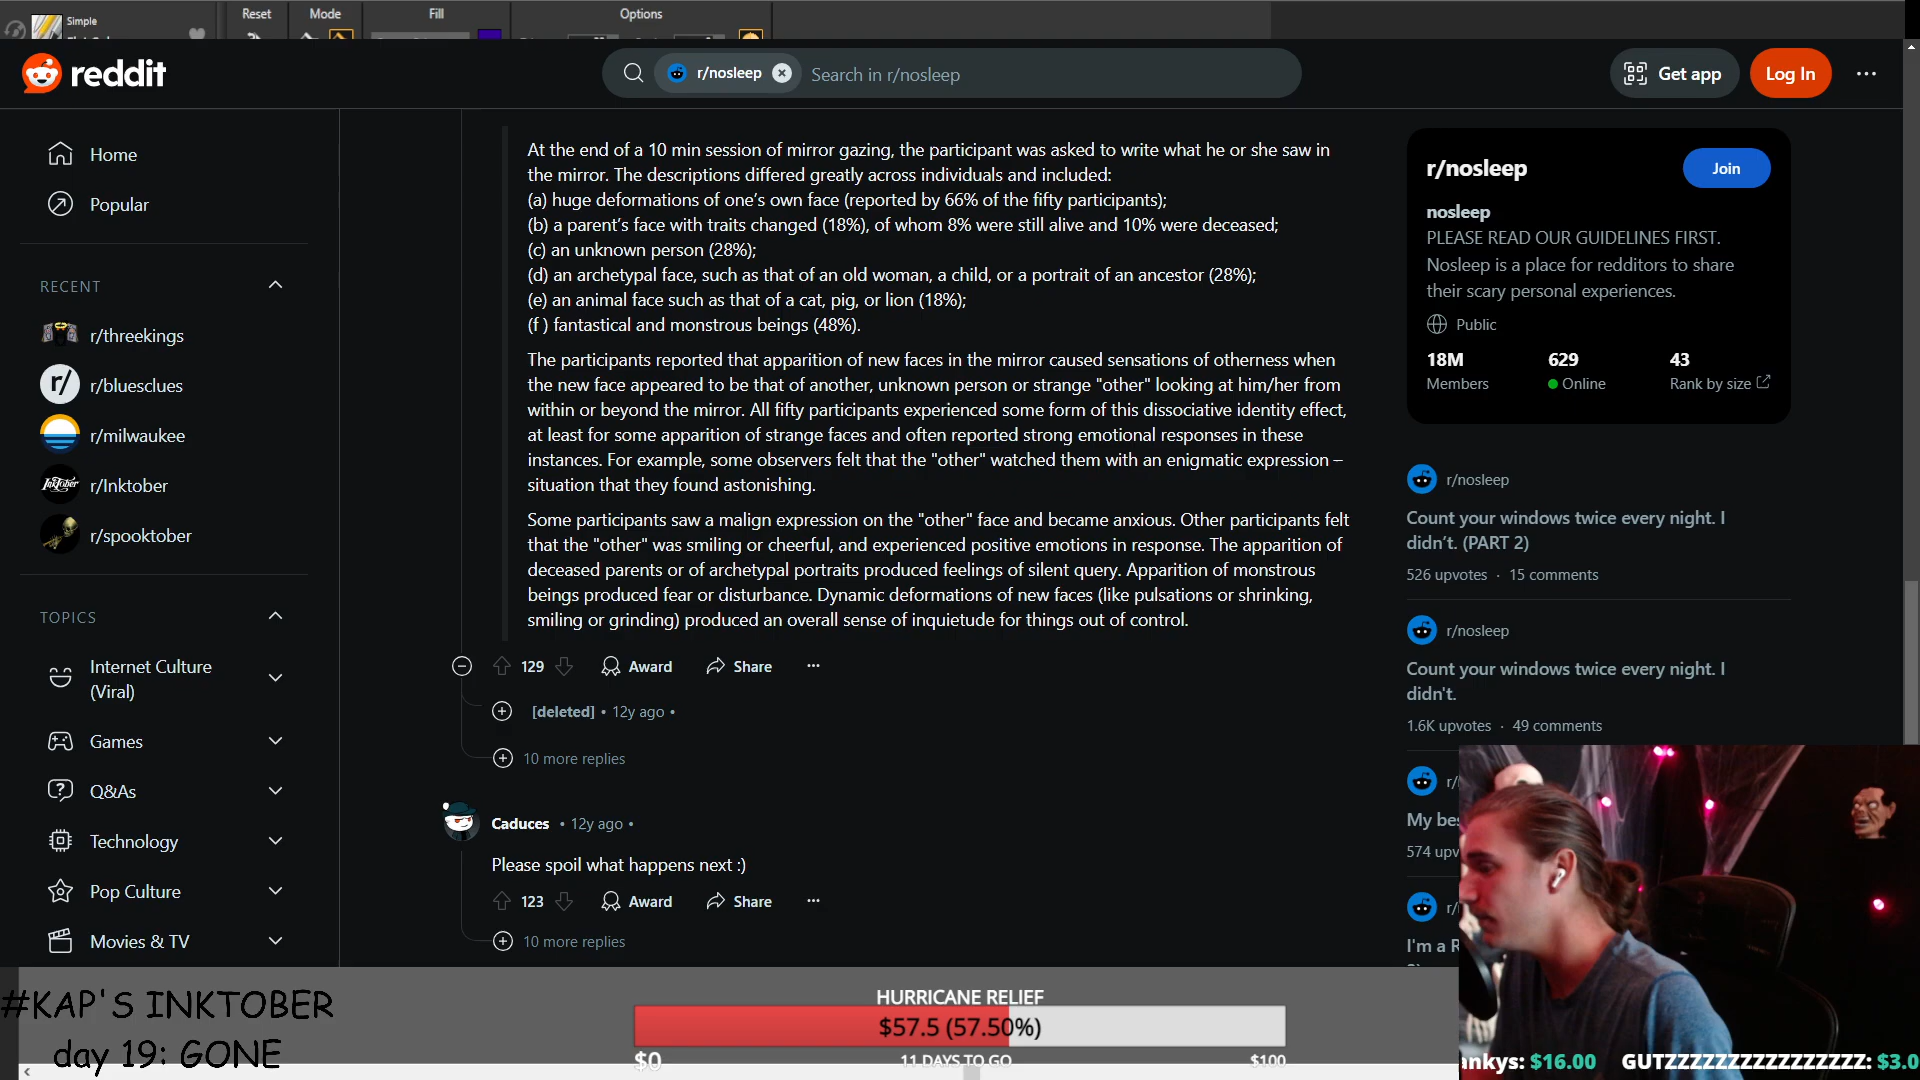 Simple
Reset
Mode
Fill
Options
reddit
r/nosleep
Search in r/nosleep
Get app
Log In
Home
Popular
RECENT
r/threekings
r/bluesclues
r/milwaukee
r/Inktober
r/spooktober
TOPICS
Internet Culture
(Viral)
Games
Q&As
Technology
Pop Culture
Movies & TV
At the end of a 10 min session of mirror gazing, the participant was asked to write what he or she saw in
the mirror. The descriptions differed greatly across individuals and included:
(a) huge deformations of one's own face (reported by 66% of the fifty participants);
(b) a parent's face with traits changed (18%), of whom 8% were still alive and 10% were deceased;
(c) an unknown person (28%);
(d) an archetypal face, such as that of an old woman, a child, or a portrait of an ancestor (28%);
(e) an animal face such as that of a cat, pig, or lion (18%);
(f ) fantastical and monstrous beings (48%).
The participants reported that apparition of new faces in the mirror caused sensations of otherness when
the new face appeared to be that of another, unknown person or strange "other" looking at him/her from
within or beyond the mirror. All fifty participants experienced some form of this dissociative identity effect,
at least for some apparition of strange faces and often reported strong emotional responses in these
instances. For example, some observers felt that the "other" watched them with an enigmatic expression –
situation that they found astonishing.
Some participants saw a malign expression on the "other" face and became anxious. Other participants felt
that the "other" was smiling or cheerful, and experienced positive emotions in response. The apparition of
deceased parents or of archetypal portraits produced feelings of silent query. Apparition of monstrous
beings produced fear or disturbance. Dynamic deformations of new faces (like pulsations or shrinking,
smiling or grinding) produced an overall sense of inquietude for things out of control.
129 Award Share
[deleted] • 12y ago •
10 more replies
Caduces • 12y ago •
Please spoil what happens next :)
123 Award Share
10 more replies
r/nosleep
Join
nosleep
PLEASE READ OUR GUIDELINES FIRST.
Nosleep is a place for redditors to share
their scary personal experiences.
Public
18M 629 43
Members Online Rank by size
r/nosleep
Count your windows twice every night. I
didn't. (PART 2)
526 upvotes · 15 comments
r/nosleep
Count your windows twice every night. I
didn't.
1.6K upvotes · 49 comments
r/
My
574
r/
I'm a
#KAP'S INKTOBER
day 19: GONE
HURRICANE RELIEF
$57.5 (57.50%)
$0 11 DAYS TO GO $100
ankys: $16.00 GUTZZZZZZZZZZZZZZZZ: $3.0